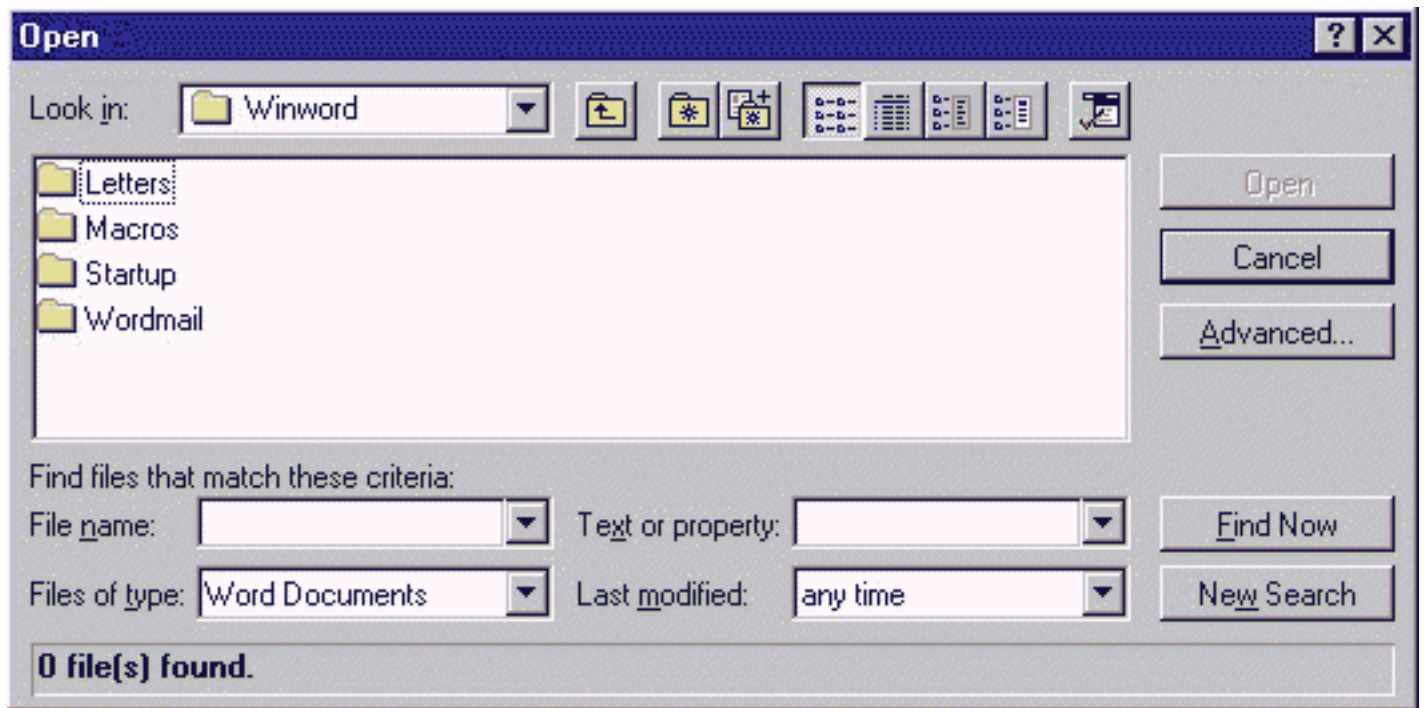 Open
Look in: Winword
Letters
Open
Macros
Cancel
Startup
Wordmail
Advanced...
Find files that match these criteria:
File name: Text or property: Find Now
Files of type: Word Documents Last modified: any time New Search
0 file(s) found.